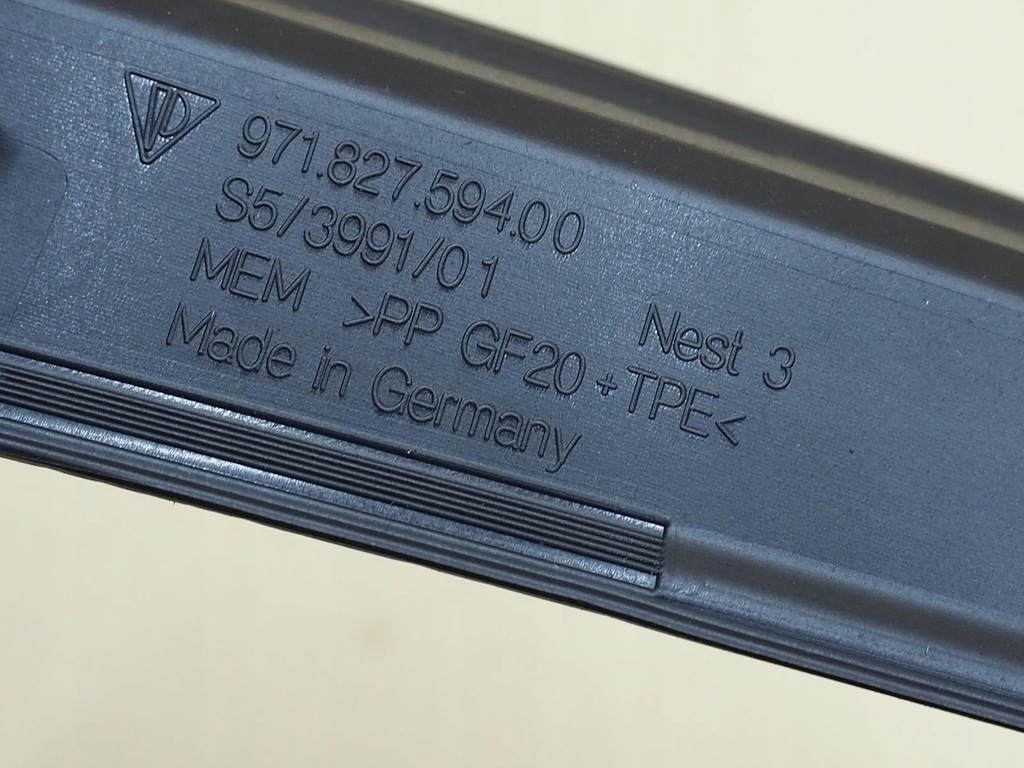 971.827.594.00
S5/3991/01
Nest 3
MEM >PP GF20+TPE<
Made in Germany